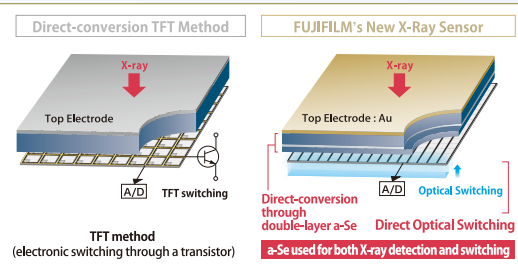 Direct-conversion TFT Method
X-ray
Top Electrode
A/D
TFT switching
TFT method
(electronic switching through a transistor)
FUJIFILM's New X-Ray Sensor
X-ray
Top Electrode : Au
A/D
Optical Switching
Direct-conversion
through
double-layer a-Se
Direct Optical Switching
a-Se used for both X-ray detection and switching